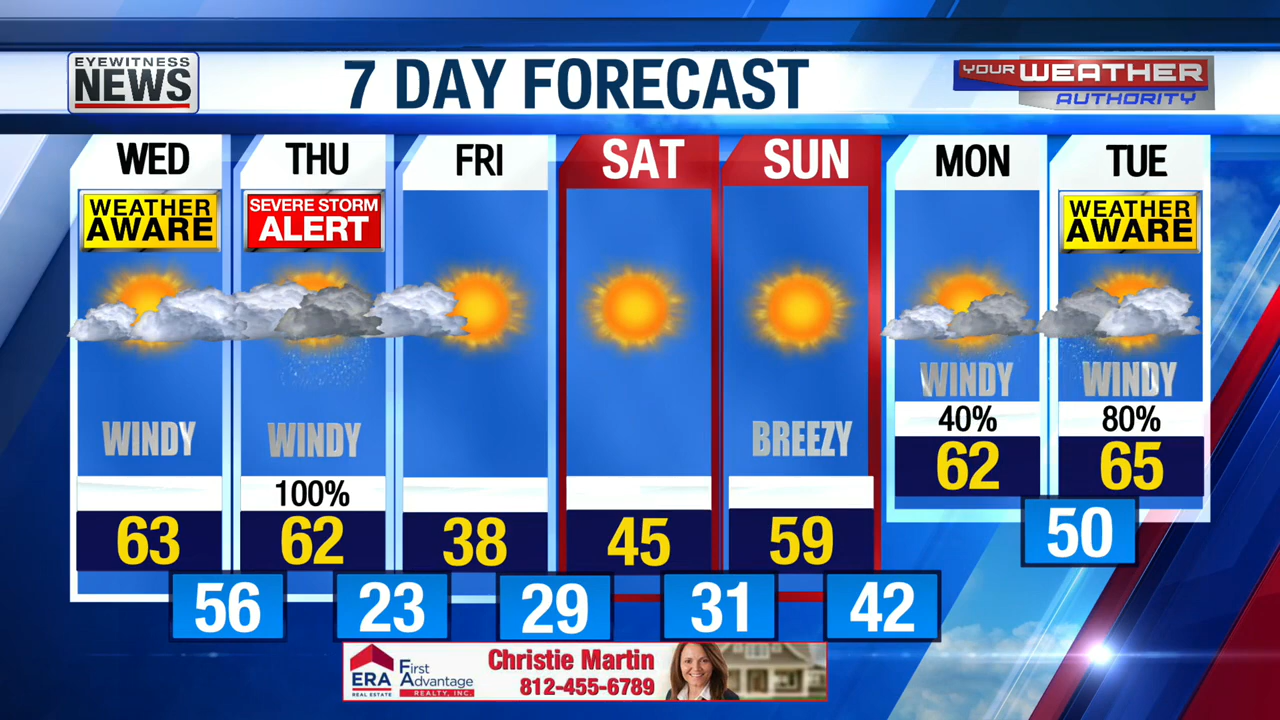 EYEWITNESS
NEWS
7 DAY FORECAST
YOUR WEATHER
AUTHORITY
WED
THU
FRI
SAT
SUN
MON
TUE
WEATHER
AWARE
SEVERE STORM
ALERT
WEATHER
AWARE
WINDY
WINDY
BREEZY
WINDY
WINDY
100%
40%
80%
63
62
38
45
59
62
65
56
23
29
31
42
50
ERA
REAL ESTATE
First
Advantage
REALTY, INC.
Christie Martin
812-455-6789